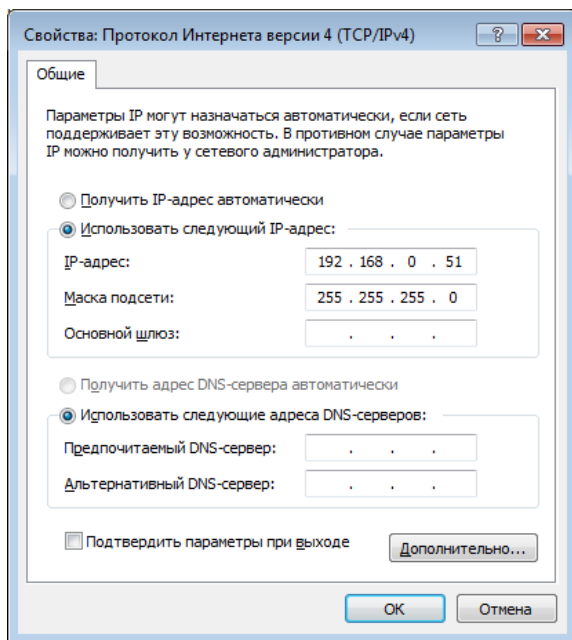 Свойства: Протокол Интернета версии 4 (TCP/IPv4)
Общие
Параметры IP могут назначаться автоматически, если сеть
поддерживает эту возможность. В противном случае параметры
IP можно получить у сетевого администратора.
Получить IP-адрес автоматически
Использовать следующий IP-адрес:
IP-адрес: 192 . 168 . 0 . 51
Маска подсети: 255 . 255 . 255 . 0
Основной шлюз: . . .
Получить адрес DNS-сервера автоматически
Использовать следующие адреса DNS-серверов:
Предпочитаемый DNS-сервер: . . .
Альтернативный DNS-сервер: . . .
Подтвердить параметры при выходе
Дополнительно...
OK Отмена